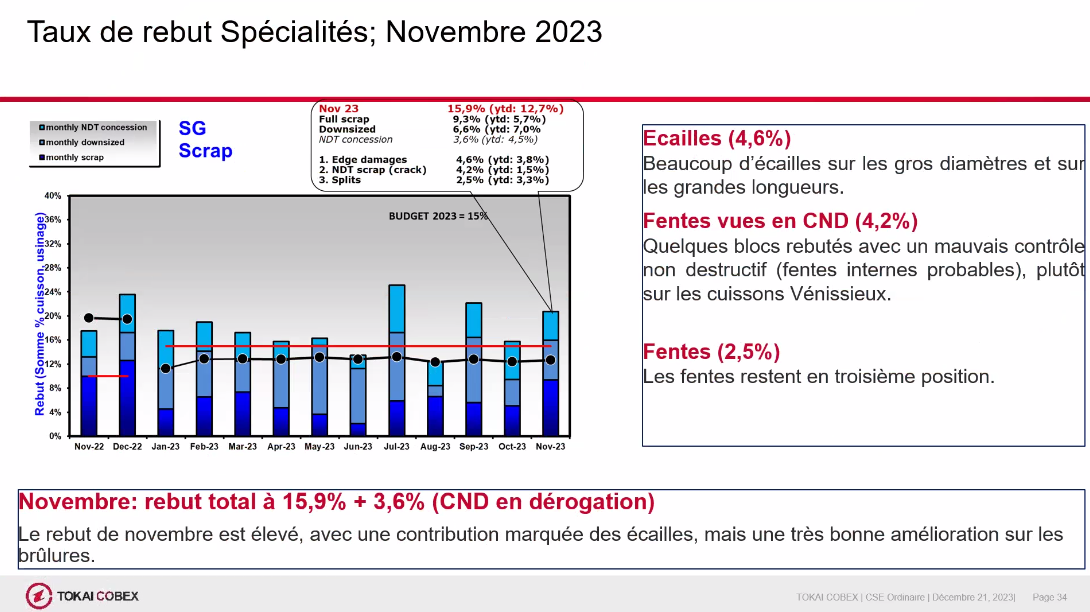 Taux de rebut Spécialités; Novembre 2023
monthly NDT concession
monthly downsized
monthly scrap
SG
Scrap
Nov 23 15,9% (ytd: 12,7%)
Full scrap 9,3% (ytd: 5,7%)
Downsized 6,6% (ytd: 7,0%
NDT concession 3,6% (ytd: 4,5%)
1. Edge damages 4,6% (ytd: 3,8%)
2. NDT scrap (crack) 4,2% (ytd: 1,5%)
3. Splits 2,5% (ytd: 3,3%)
BUDGET 2023 = 15%
Rebut (Somme % cuisson, usinage)
40%
36%
32%
28%
24%
20%
16%
12%
8%
4%
0%
Nov-22 Dec-22 Jan-23 Feb-23 Mar-23 Apr-23 May-23 Jun-23 Jul-23 Aug-23 Sep-23 Oct-23 Nov-23
Ecailles (4,6%)
Beaucoup d’écailles sur les gros diamètres et sur
les grandes longueurs.
Fentes vues en CND (4,2%)
Quelques blocs rebutés avec un mauvais contrôle
non destructif (fentes internes probables), plutôt
sur les cuissons Vénissieux.
Fentes (2,5%)
Les fentes restent en troisième position.
Novembre: rebut total à 15,9% + 3,6% (CND en dérogation)
Le rebut de novembre est élevé, avec une contribution marquée des écailles, mais une très bonne amélioration sur les
brûlures.
TOKAI COBEX
TOKAI COBEX | CSE Ordinaire | Décembre 21, 2023| Page 34